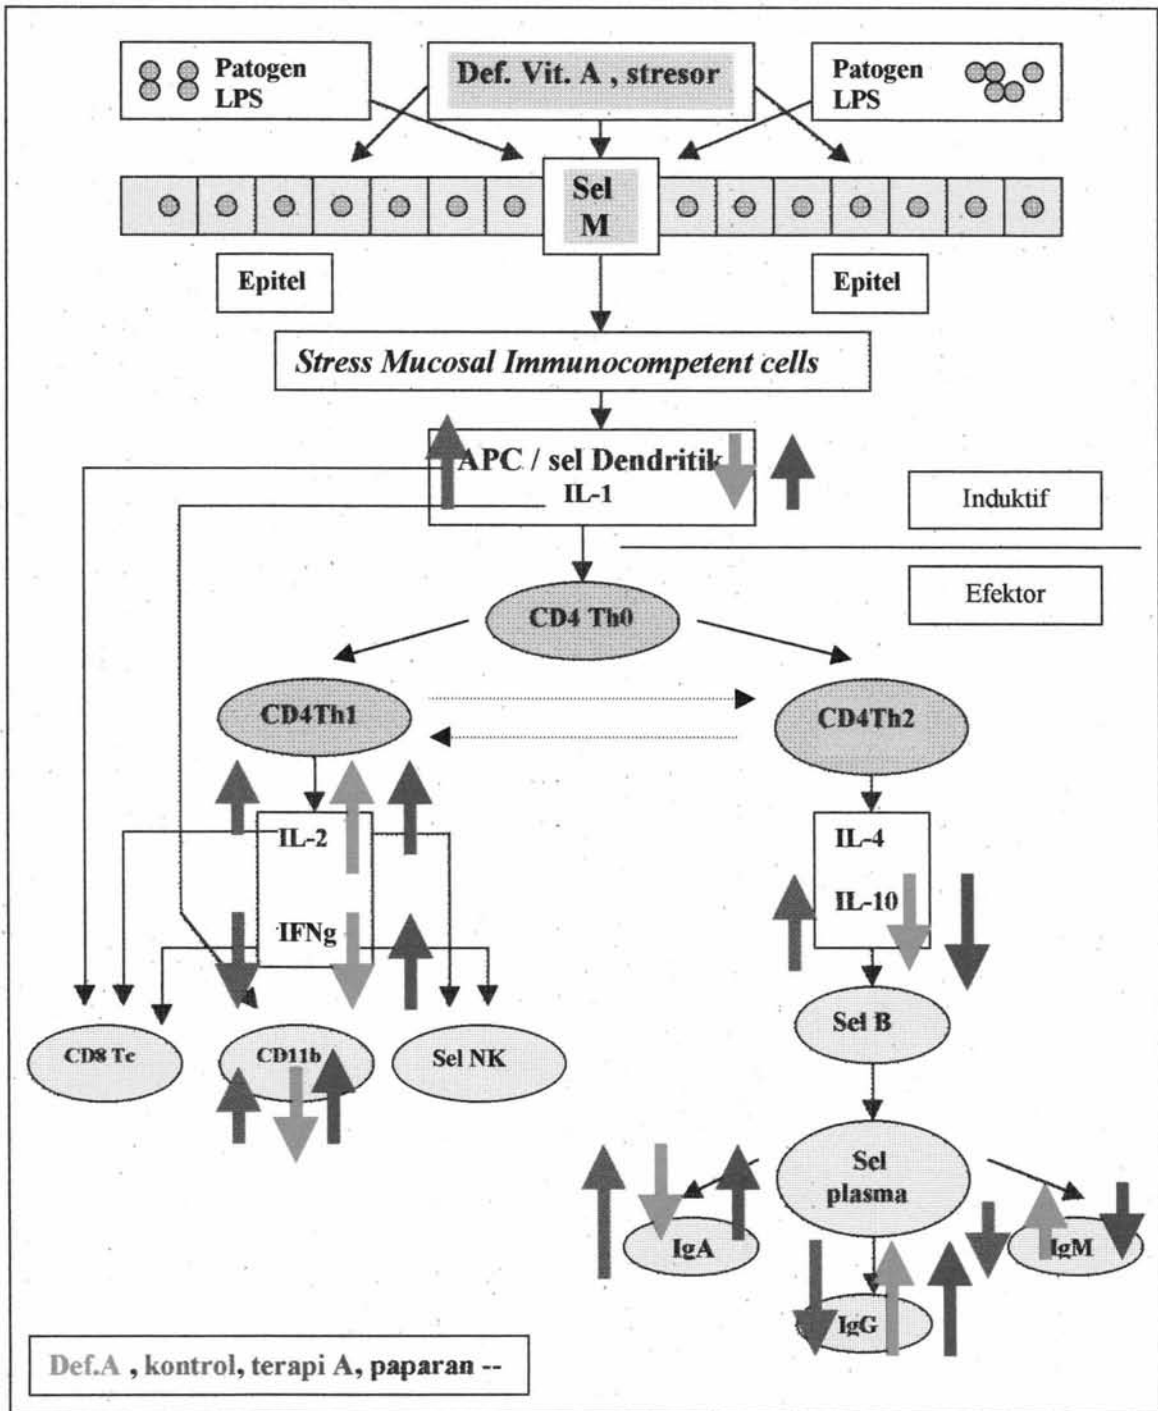 Patogen
LPS
Def. Vit. A , stresor
Patogen
LPS
Sel
M
Epitel
Epitel
Stress Mucosal Immunocompetent cells
APC / sel Dendritik
IL-1
Induktif
Efektor
CD4 Th0
CD4Th1
CD4Th2
IL-2
IFNg
IL-4
IL-10
CD8 Tc
CD11b
Sel NK
Sel B
Sel
plasma
IgA
IgM
IgG
Def.A , kontrol, terapi A, paparan --